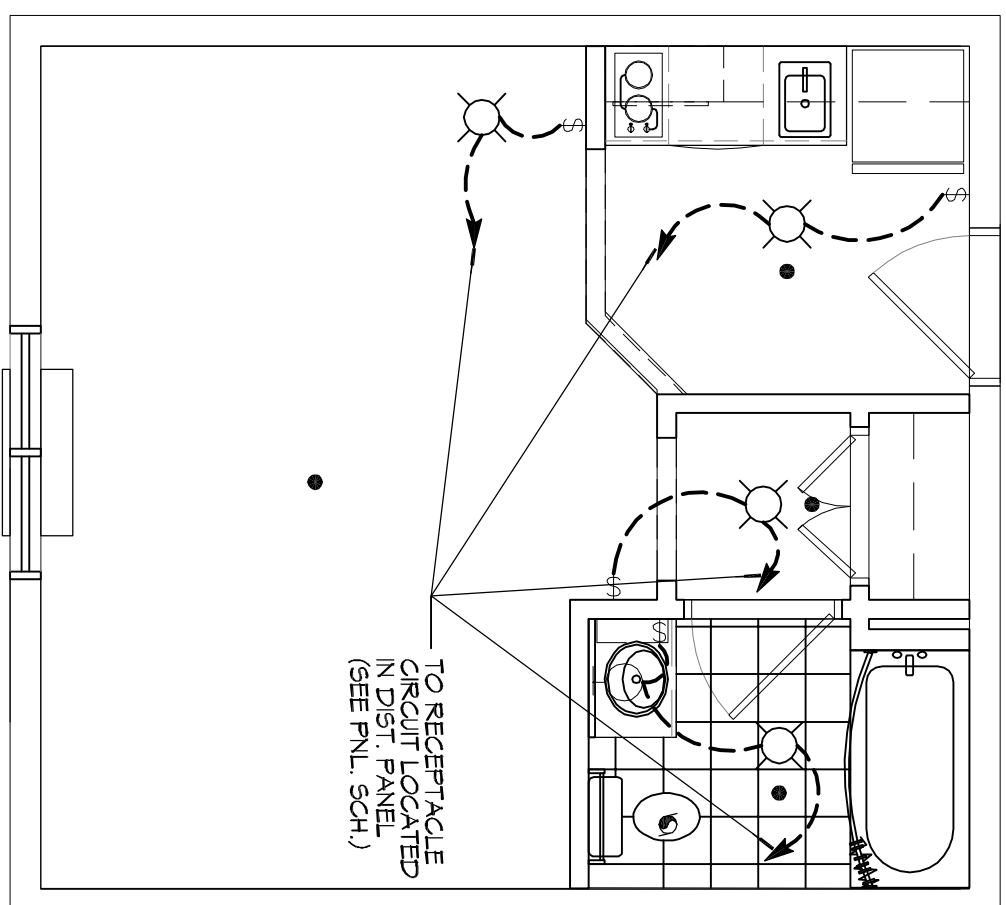 TO RECEPTACLE
CIRCUIT LOCATED
IN DIST. PANEL
(SEE PNL. SCH.)
$
$
$
$